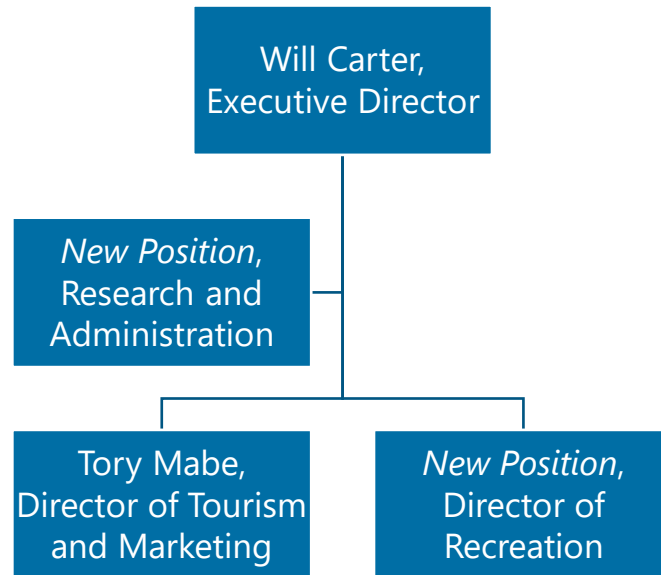 Will Carter,
Executive Director
New Position,
Research and
Administration
Tory Mabe,
Director of Tourism
and Marketing
New Position,
Director of
Recreation